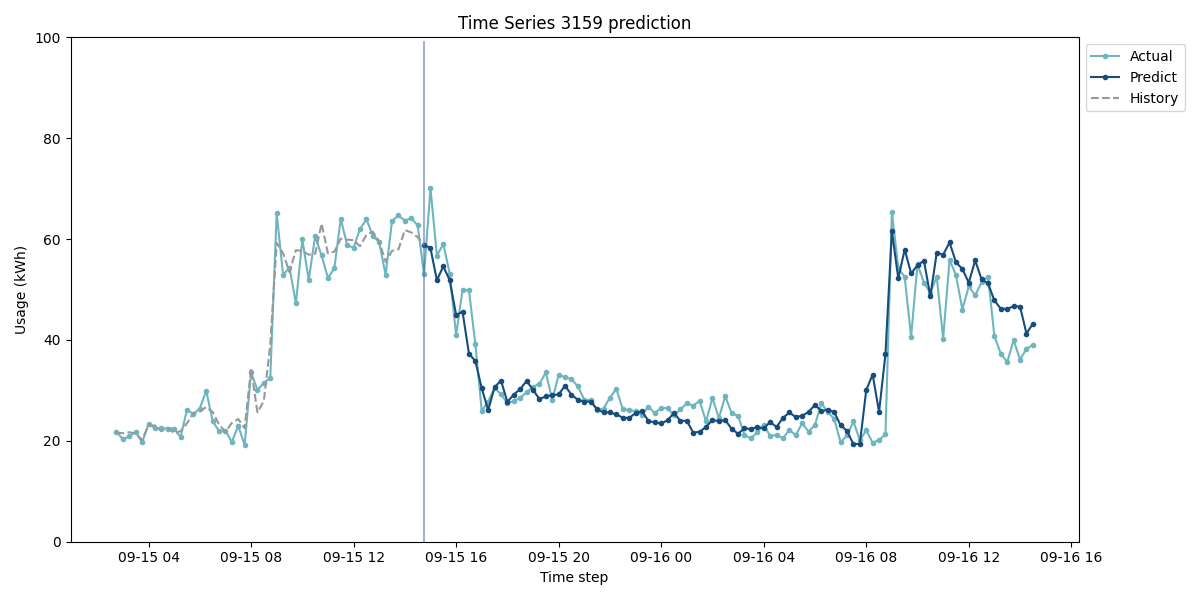 Time Series 3159 prediction
Actual
Predict
History
Usage (kWh)
100
80
60
40
20
0
09-15 04
09-15 08
09-15 12
09-15 16
09-15 20
09-16 00
09-16 04
09-16 08
09-16 12
09-16 16
Time step